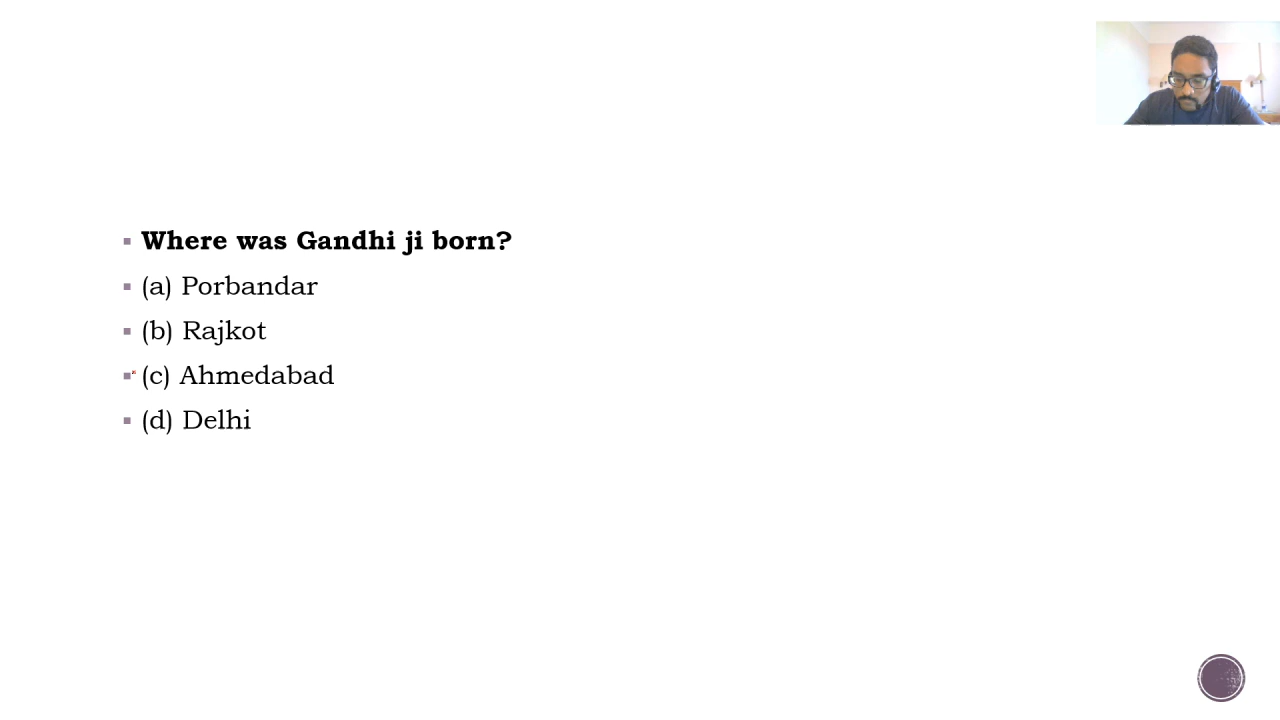 Where was Gandhi ji born?
(a) Porbandar
(b) Rajkot
(c) Ahmedabad
(d) Delhi